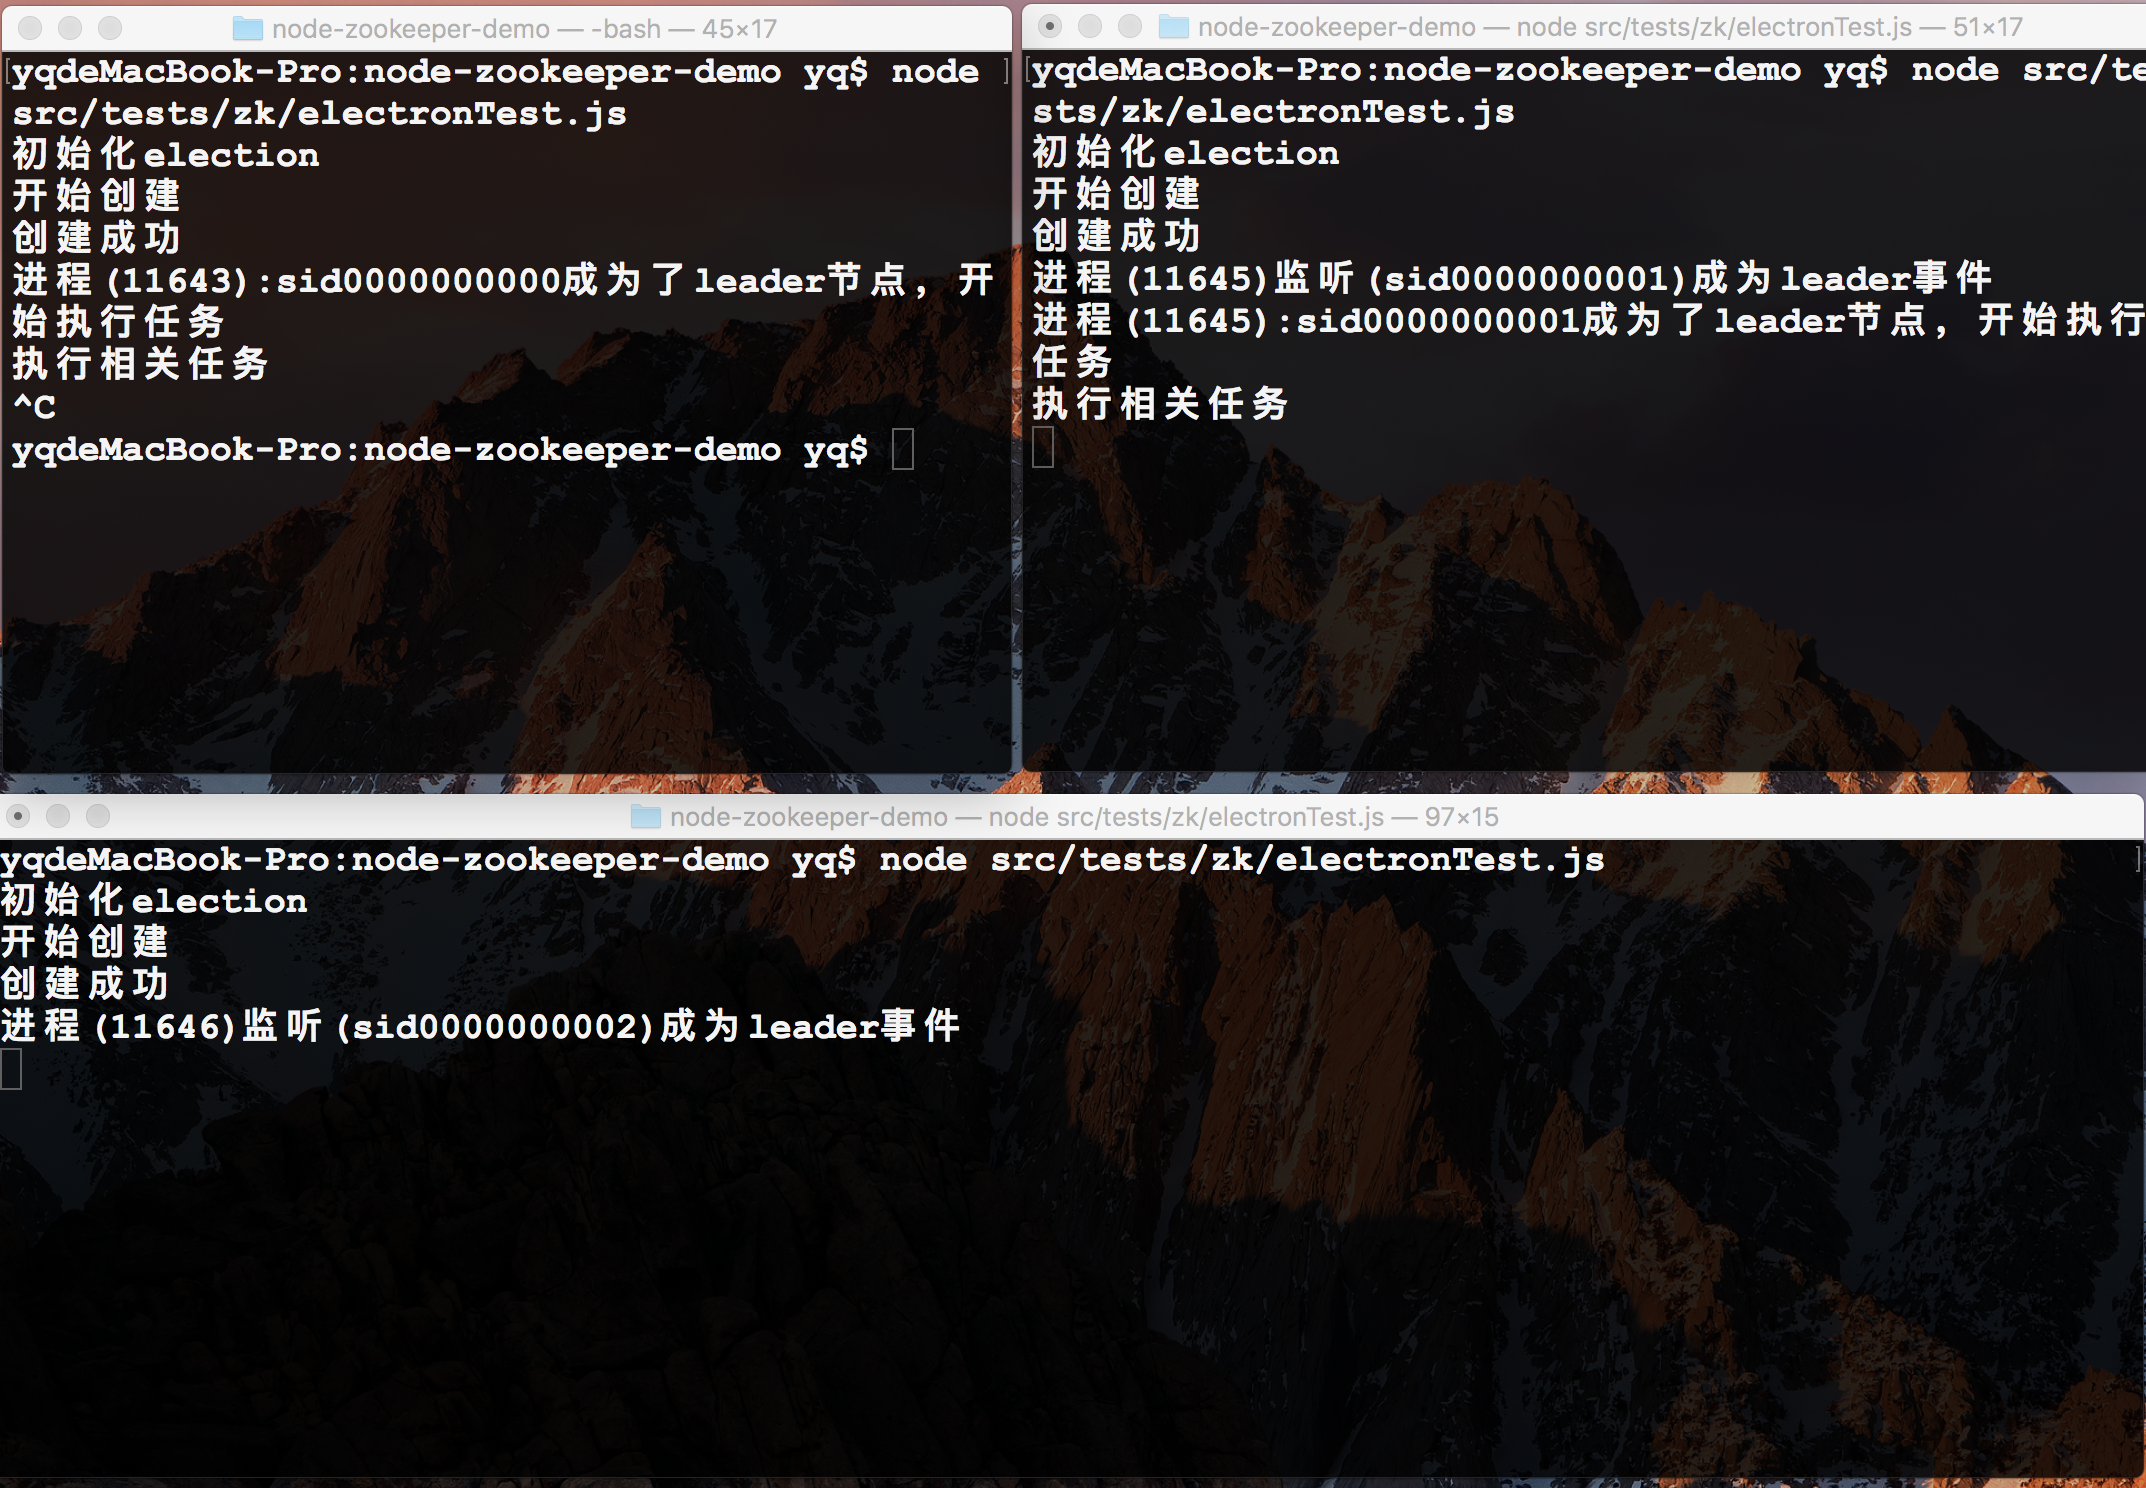 node-zookeeper-demo — -bash — 45×17
yqdeMacBook-Pro:node-zookeeper-demo yq$ node
src/tests/zk/electronTest.js
初始化election
开始创建
创建成功
进程(11643):sid0000000000成为了leader节点，开
始执行任务
执行相关任务
^C
yqdeMacBook-Pro:node-zookeeper-demo yq$
node-zookeeper-demo — node src/tests/zk/electronTest.js — 51×17
yqdeMacBook-Pro:node-zookeeper-demo yq$ node src/te
sts/zk/electronTest.js
初始化election
开始创建
创建成功
进程(11645)监听(sid0000000001)成为leader事件
进程(11645):sid0000000001成为了leader节点，开始执行
任务
执行相关任务
node-zookeeper-demo — node src/tests/zk/electronTest.js — 97×15
yqdeMacBook-Pro:node-zookeeper-demo yq$ node src/tests/zk/electronTest.js
初始化election
开始创建
创建成功
进程(11646)监听(sid0000000002)成为leader事件